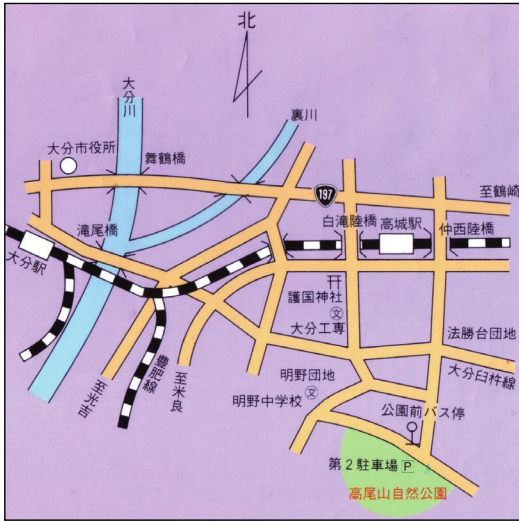 北
大分川
裏川
大分市役所
舞鶴橋
197
至鶴崎
滝尾橋
白滝陸橋
高城駅
仲西陸橋
大分駅
護国神社
文
大分工専
法勝台団地
豊肥線
至米良
至光吉
明野団地
大分臼杵線
明野中学校
文
公園前バス停
第2駐車場 P
高尾山自然公園